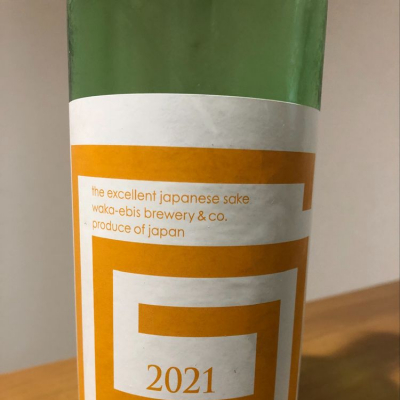 the excellent japanese sake
waka-ebis brewery & co.
produce of japan
2021